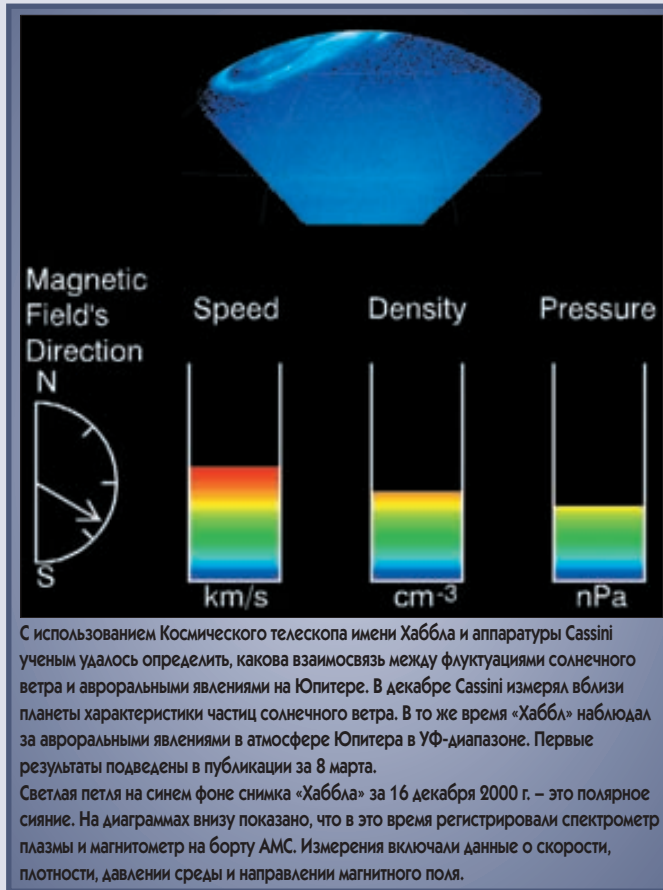 Magnetic
Field's
Direction
N
S
Speed
km/s
Density
cm-3
Pressure
nPa
С использованием Космического телескопа имени Хаббла и аппаратуры Cassini
ученым удалось определить, какова взаимосвязь между флуктуациями солнечного
ветра и авроральными явлениями на Юпитере. В декабре Cassini измерял вблизи
планеты характеристики частиц солнечного ветра. В то же время «Хаббл» наблюдал
за авроральными явлениями в атмосфере Юпитера в УФ-диапазоне. Первые
результаты подведены в публикации за 8 марта.
Светлая петля на синем фоне снимка «Хаббла» за 16 декабря 2000 г. – это полярное
сияние. На диаграммах внизу показано, что в это время регистрировали спектрометр
плазмы и магнитометр на борту АМС. Измерения включали данные о скорости,
плотности, давлении среды и направлении магнитного поля.